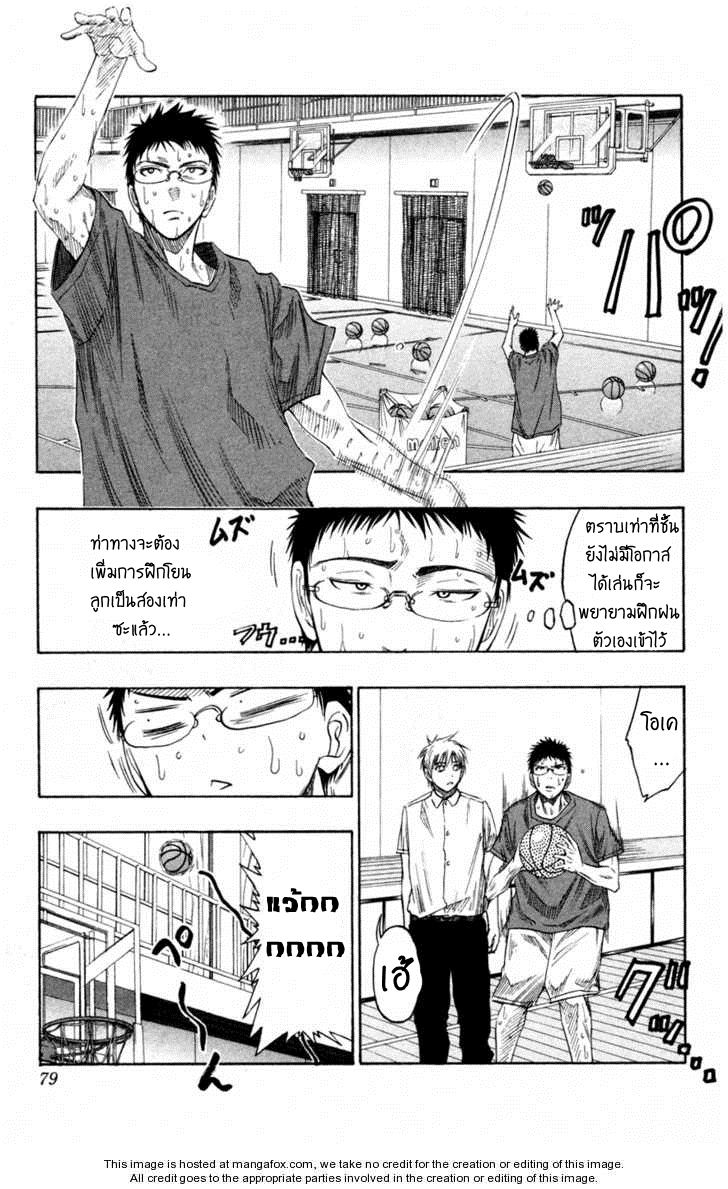 パッ
シュッ!!
molten
ตราบเท่าที่ชั้น
ยังไม่มีโอกาส
ได้เล่นก็จะ
พยายามฝึกฝน
ตัวเองเข้าไว้
ムズ
ムズ
フゥ...
ท่าทางจะต้อง
เพิ่มการฝึกโยน
ลูกเป็นสองเท่า
ซะแล้ว...
โอเค
...
เฮ้
แว้กก
กกกก
ぺーん
79
This image is hosted at mangafox.com, we take no credit for the creation or editing of this image.
All credit goes to the appropriate parties involved in the creation or editing of this image.